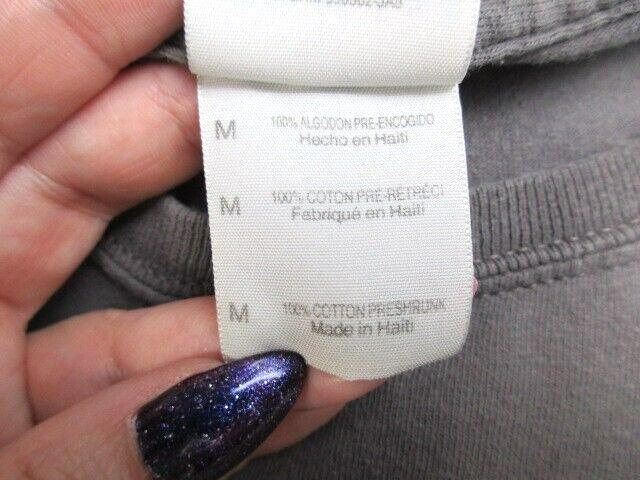 M 100% ALGODON PRE-ENCOGIDO
Hecho en Haiti
M 100% COTON PRE-RÉTRÉCI
Fabriqué en Haiti
M 100% COTTON PRESHRUNK
Made in Haiti